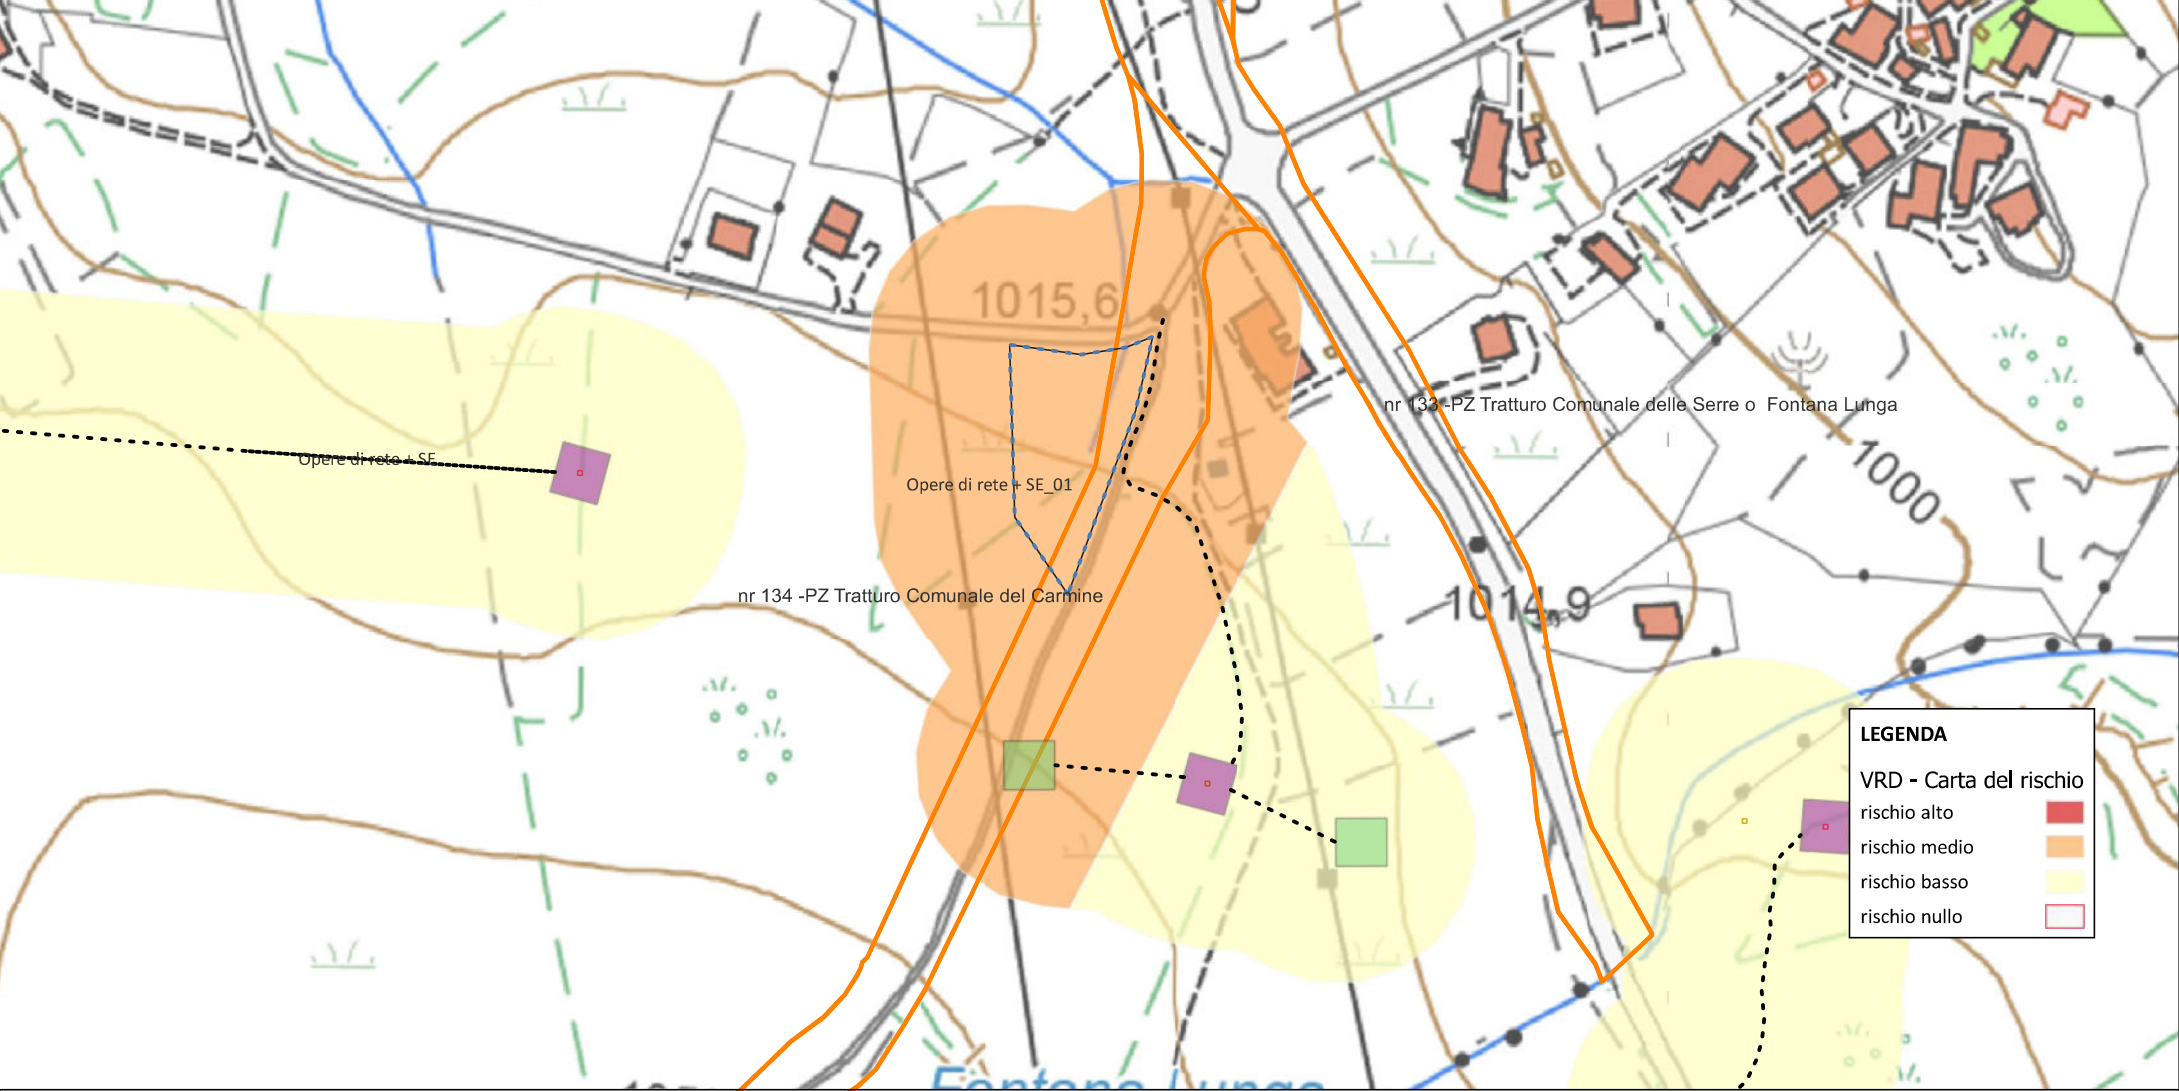 1015,6
nr 133 -PZ Tratturo Comunale delle Serre o Fontana Lunga
Opere di rete + SE
Opere di rete + SE_01
1000
nr 134 -PZ Tratturo Comunale del Carmine
1014,9
LEGENDA
VRD - Carta del rischio
rischio alto
rischio medio
rischio basso
rischio nullo
Fontana Lunga